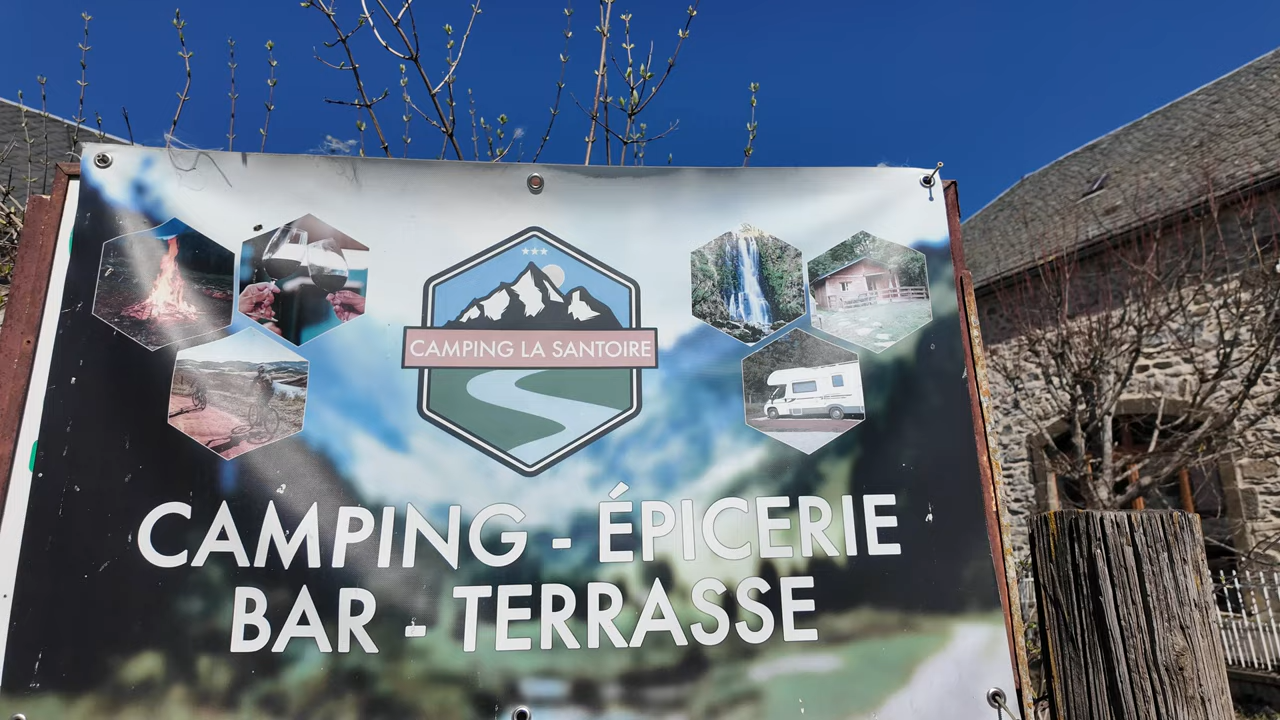 CAMPING LA SANTOIRE
CAMPING - ÉPICERIE
BAR - TERRASSE